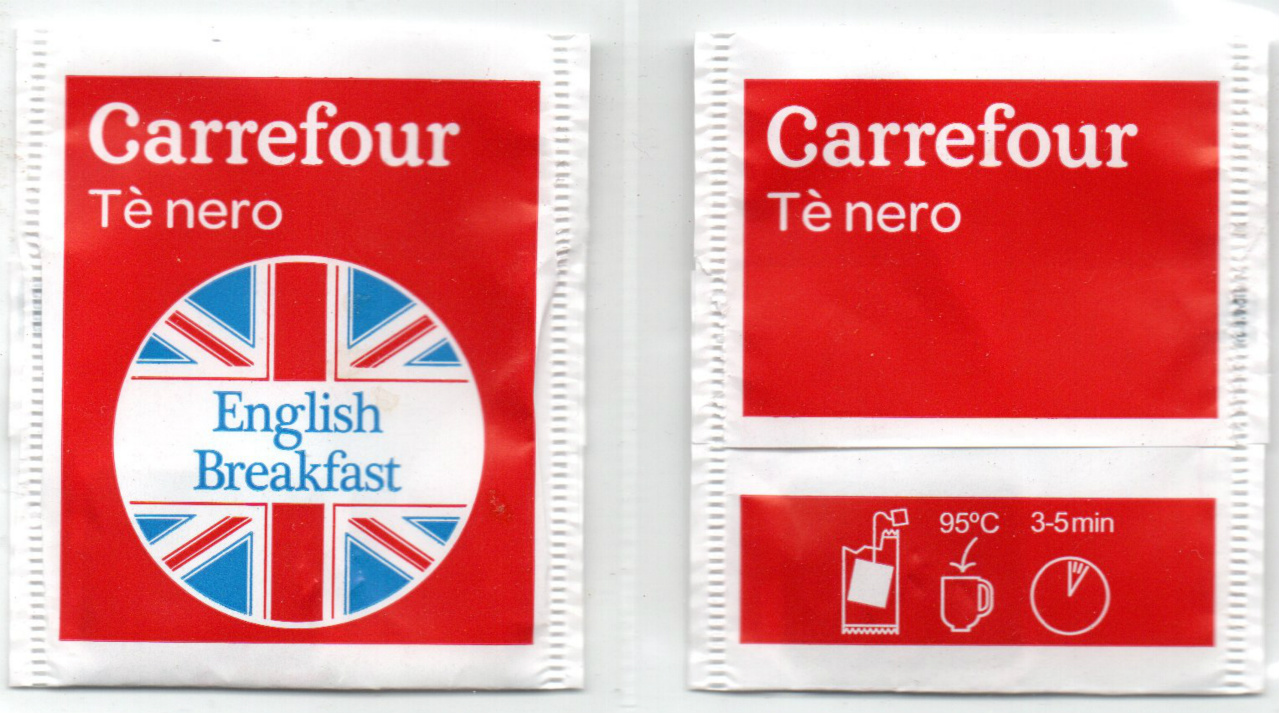 Carrefour
Tè nero
English
Breakfast
Carrefour
Tè nero
95°C 3-5 min